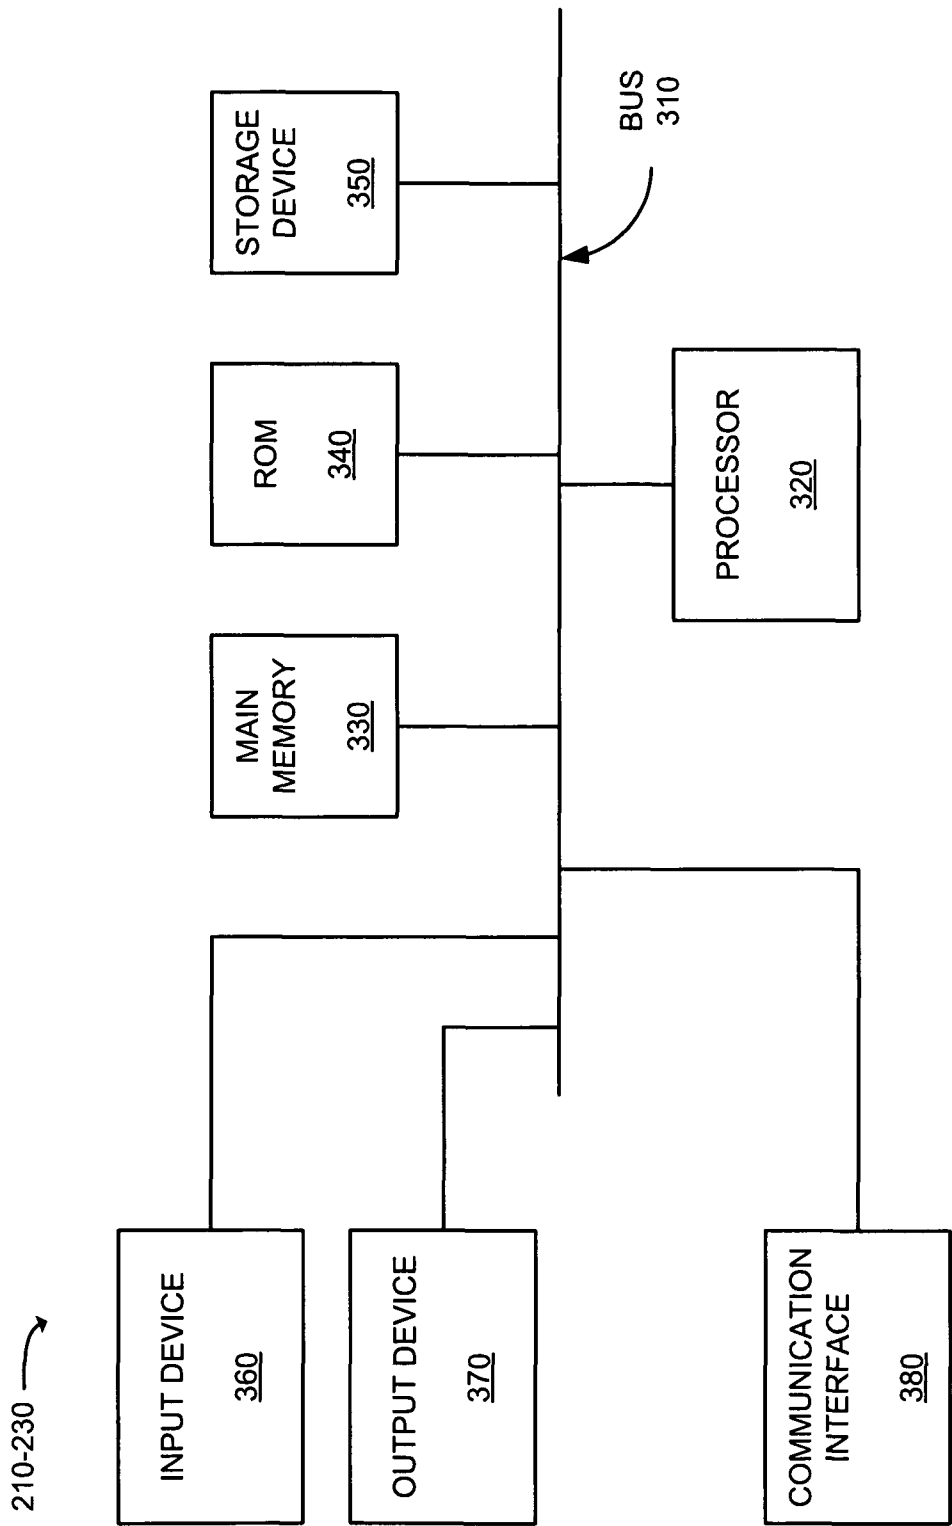 210-230
INPUT DEVICE
360
OUTPUT DEVICE
370
COMMUNICATION
INTERFACE
380
MAIN
MEMORY
330
ROM
340
STORAGE
DEVICE
350
PROCESSOR
320
BUS
310